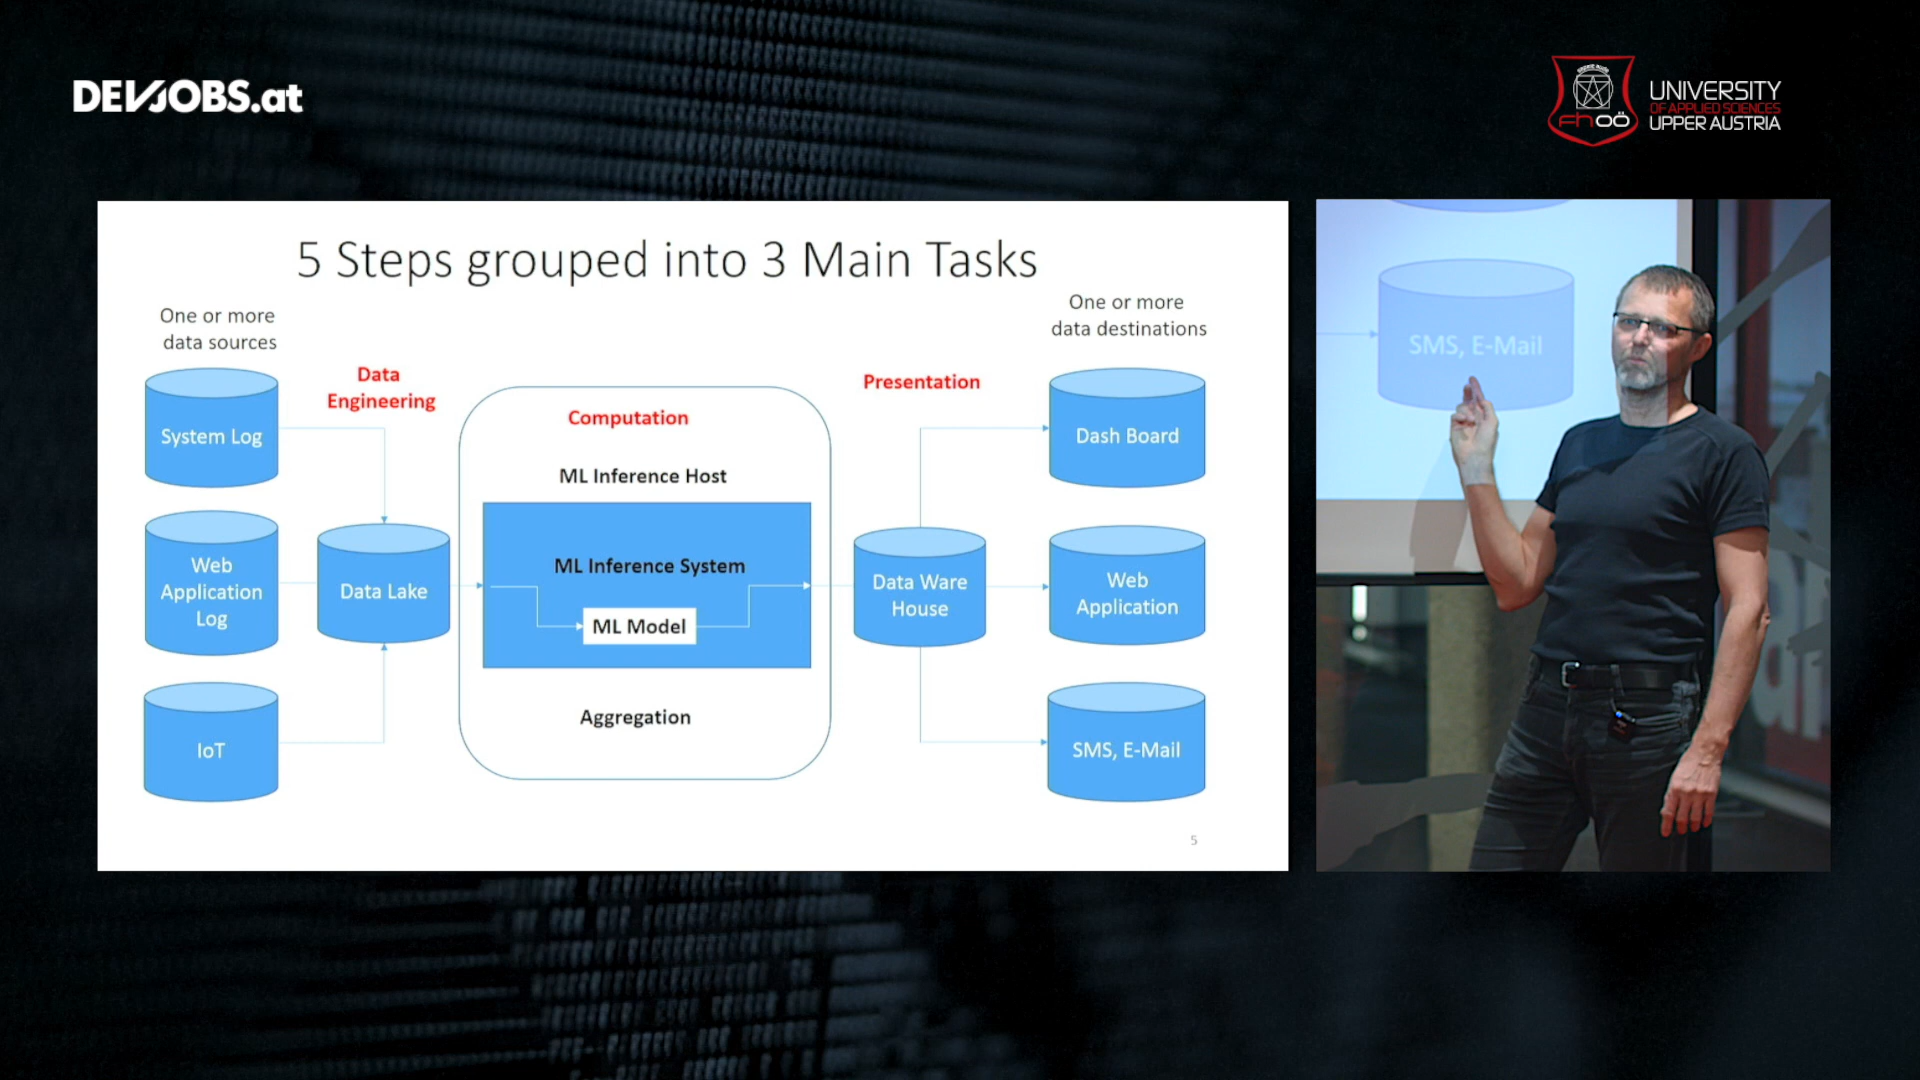 DEVJOBS.at
UNIVERSITY
OF APPLIED SCIENCES
UPPER AUSTRIA
fhoö
5 Steps grouped into 3 Main Tasks
One or more
data sources
One or more
data destinations
Data
Engineering
Computation
Presentation
System Log
Web
Application
Log
IoT
Data Lake
ML Inference Host
ML Inference System
ML Model
Aggregation
Data Ware
House
Dash Board
Web
Application
SMS, E-Mail
5
SMS, E-Mail